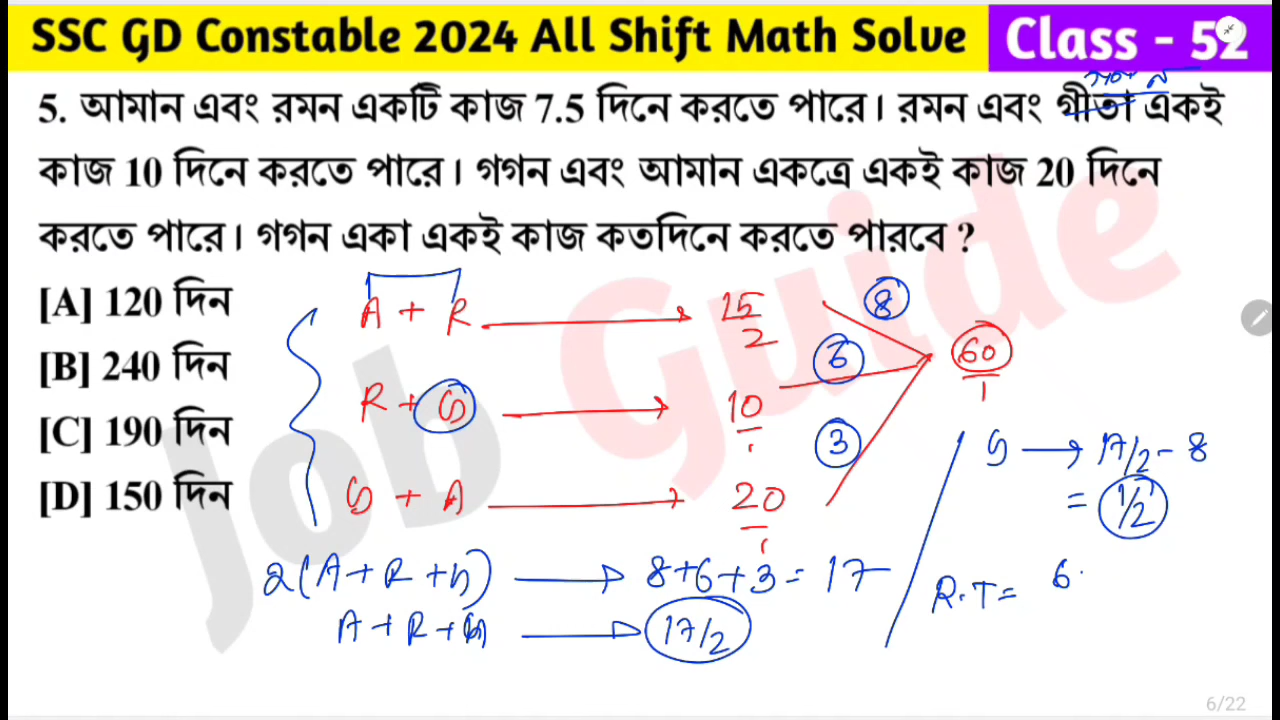 SSC GD Constable 2024 All Shift Math Solve
Class - 52
5. আমান এবং রমন একটি কাজ 7.5 দিনে করতে পারে। রমন এবং গীতা একই
কাজ 10 দিনে করতে পারে। গগন এবং আমান একত্রে একই কাজ 20 দিনে
করতে পারে। গগন একা একই কাজ কতদিনে করতে পারবে ?
[A] 120 দিন
[B] 240 দিন
[C] 190 দিন
[D] 150 দিন
A + R → 15/2
8
R + G → 10/1
6
60/1
G + A → 20/1
3
2(A+R+G) → 8+6+3 = 17
A+R+G → 17/2
G → 17/2 - 8
= 1/2
R.T = 6
Job Guide
6/22